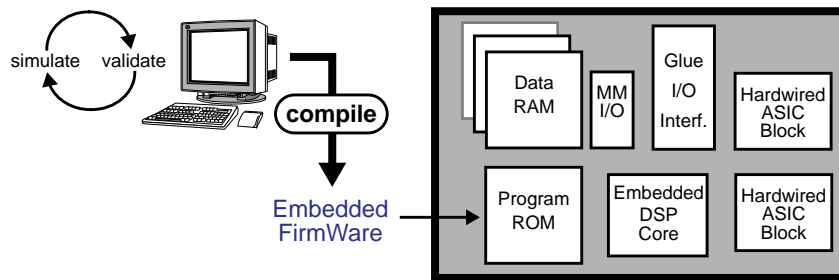 simulate
validate
compile
Embedded
FirmWare
Data
RAM
MM
I/O
Glue
I/O
Interf.
Hardwired
ASIC
Block
Program
ROM
Embedded
DSP
Core
Hardwired
ASIC
Block